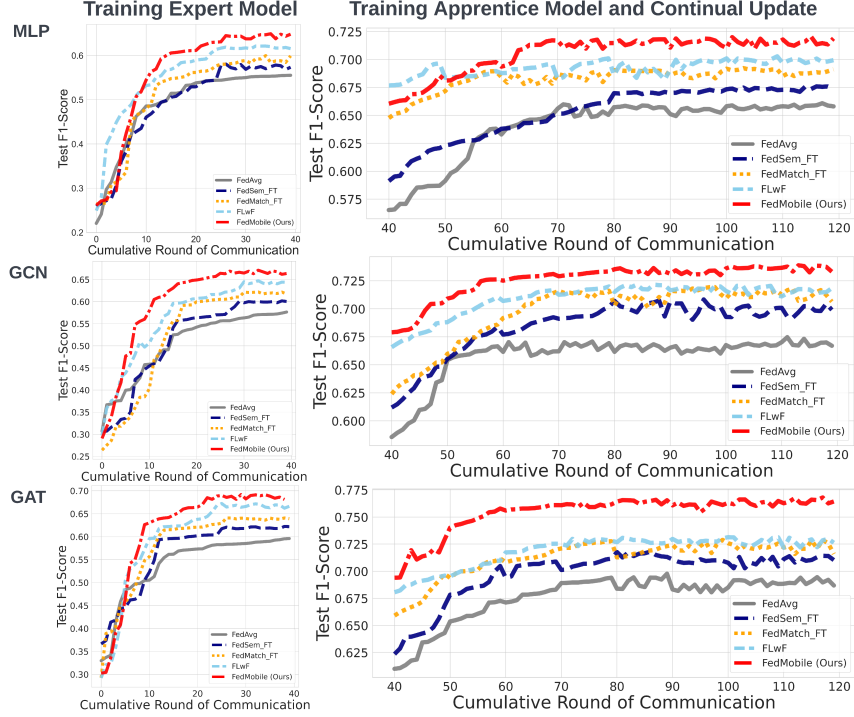 Training Expert Model
Training Apprentice Model and Continual Update
MLP
Test F1-Score
0.6
0.5
0.4
0.3
0.2
0
10
20
30
40
Cumulative Round of Communication
FedAvg
FedSem_FT
FedMatch_FT
FLwF
FedMobile (Ours)
Test F1-Score
0.725
0.700
0.675
0.650
0.625
0.600
0.575
40
50
60
70
80
90
100
110
120
Cumulative Round of Communication
FedAvg
FedSem_FT
FedMatch_FT
FLwF
FedMobile (Ours)
GCN
Test F1-Score
0.65
0.60
0.55
0.50
0.45
0.40
0.35
0.30
0.25
0
10
20
30
40
Cumulative Round of Communication
FedAvg
FedSem_FT
FedMatch_FT
FLwF
FedMobile (Ours)
Test F1-Score
0.725
0.700
0.675
0.650
0.625
0.600
40
50
60
70
80
90
100
110
120
Cumulative Round of Communication
FedAvg
FedSem_FT
FedMatch_FT
FLwF
FedMobile (Ours)
GAT
Test F1-Score
0.70
0.65
0.60
0.55
0.50
0.45
0.40
0.35
0.30
0
10
20
30
40
Cumulative Round of Communication
FedAvg
FedSem_FT
FedMatch_FT
FLwF
FedMobile (Ours)
Test F1-Score
0.775
0.750
0.725
0.700
0.675
0.650
0.625
40
50
60
70
80
90
100
110
120
Cumulative Round of Communication
FedAvg
FedSem_FT
FedMatch_FT
FLwF
FedMobile (Ours)